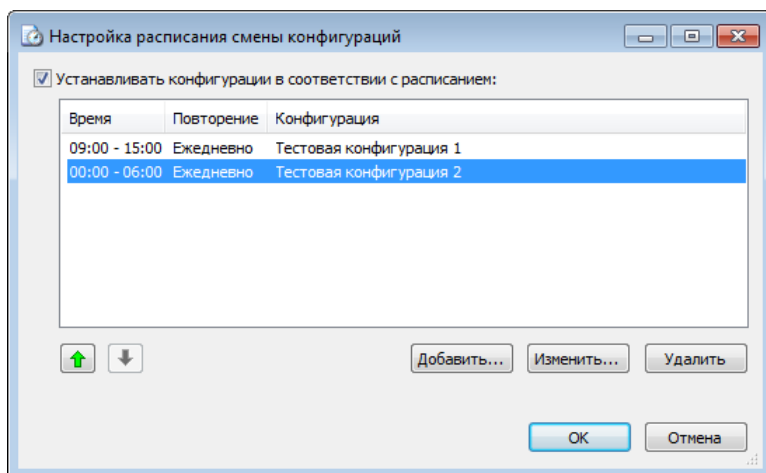 Настройка расписания смены конфигураций
Устанавливать конфигурации в соответствии с расписанием:
Время Повторение Конфигурация
09:00 - 15:00 Ежедневно Тестовая конфигурация 1
00:00 - 06:00 Ежедневно Тестовая конфигурация 2
Добавить... Изменить... Удалить
OK Отмена